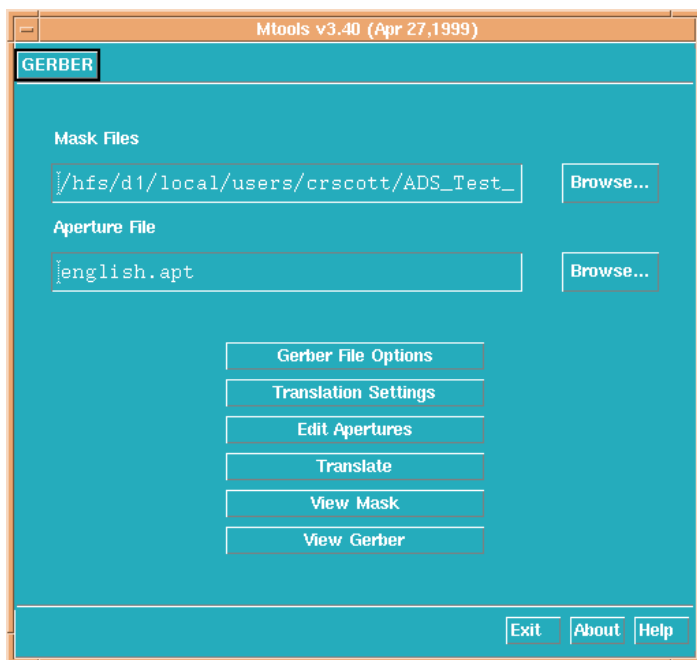 Mtools v3.40 (Apr 27,1999)
GERBER
Mask Files
/hfs/d1/local/users/crscott/ADS_Test_
Browse...
Aperture File
english.apt
Browse...
Gerber File Options
Translation Settings
Edit Apertures
Translate
View Mask
View Gerber
Exit About Help